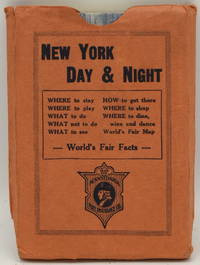 NEW YORK
DAY & NIGHT
WHERE to stay
WHERE to play
WHAT to do
WHAT not to do
WHAT to see
HOW to get there
WHERE to shop
WHERE to dine,
wine and dance
World's Fair Map
— World's Fair Facts —